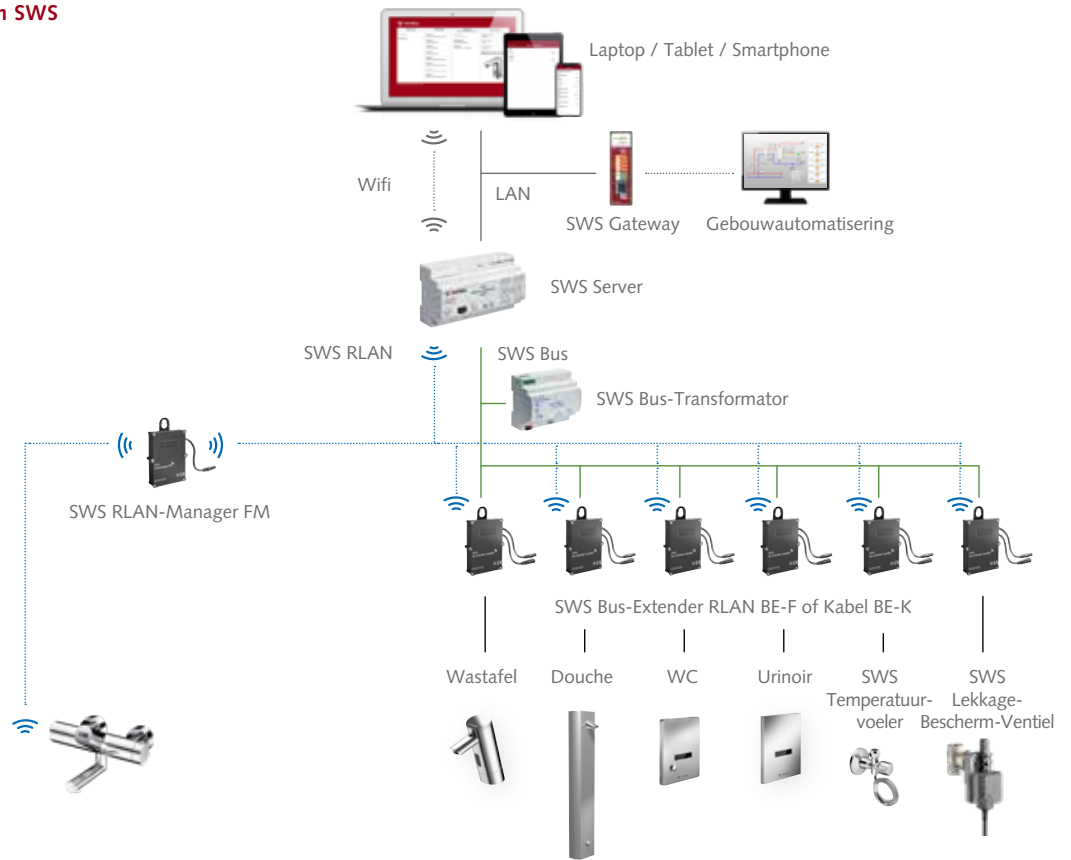 SWS
Laptop / Tablet / Smartphone
Wifi
LAN
SWS Gateway
Gebouwautomatisering
SWS Server
SWS RLAN
SWS Bus
SWS Bus-Transformator
SWS RLAN-Manager FM
SWS Bus-Extender RLAN BE-F of Kabel BE-K
Wastafel
Douche
WC
Urinoir
SWS
Temperatuur-
voeler
SWS
Lekkage-
Bescherm-Ventiel